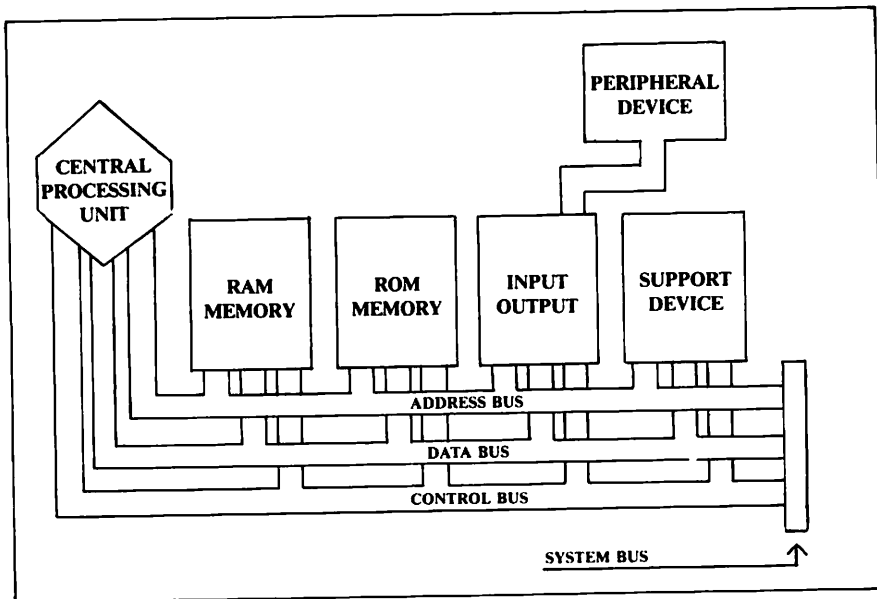 PERIPHERAL
DEVICE
CENTRAL
PROCESSING
UNIT
RAM
MEMORY
ROM
MEMORY
INPUT
OUTPUT
SUPPORT
DEVICE
ADDRESS BUS
DATA BUS
CONTROL BUS
SYSTEM BUS